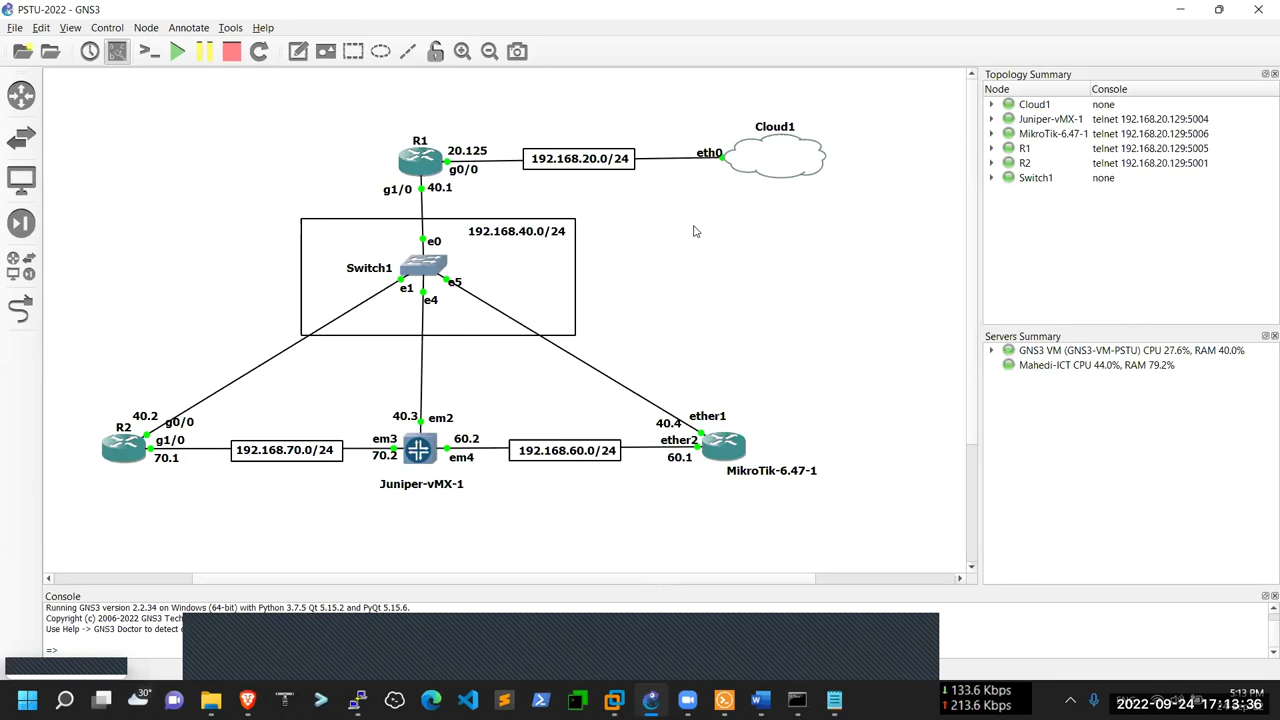 PSTU-2022 - GNS3
File Edit View Control Node Annotate Tools Help
Cloud1
R1
20.125
g0/0
192.168.20.0/24
eth0
g1/0
40.1
192.168.40.0/24
e0
Switch1
e1
e5
e4
40.2
g0/0
R2
g1/0
70.1
192.168.70.0/24
40.3
em2
em3
70.2
60.2
em4
Juniper-vMX-1
192.168.60.0/24
ether1
40.4
ether2
60.1
MikroTik-6.47-1
Topology Summary
Node Console
Cloud1 none
Juniper-vMX-1 telnet 192.168.20.129:5004
MikroTik-6.47-1 telnet 192.168.20.129:5006
R1 telnet 192.168.20.129:5005
R2 telnet 192.168.20.129:5001
Switch1 none
Servers Summary
GNS3 VM (GNS3-VM-PSTU) CPU 27.6%, RAM 40.0%
Mahedi-ICT CPU 44.0%, RAM 79.2%
Console
Running GNS3 version 2.2.34 on Windows (64-bit) with Python 3.7.5 Qt 5.15.2 and PyQt 5.15.6.
Copyright (c) 2006-2022 GNS3 Tech
Use Help -> GNS3 Doctor to detect
=>
30°
133.6 Kbps
213.6 Kbps
5:13 PM
2022-09-24 17:13:36